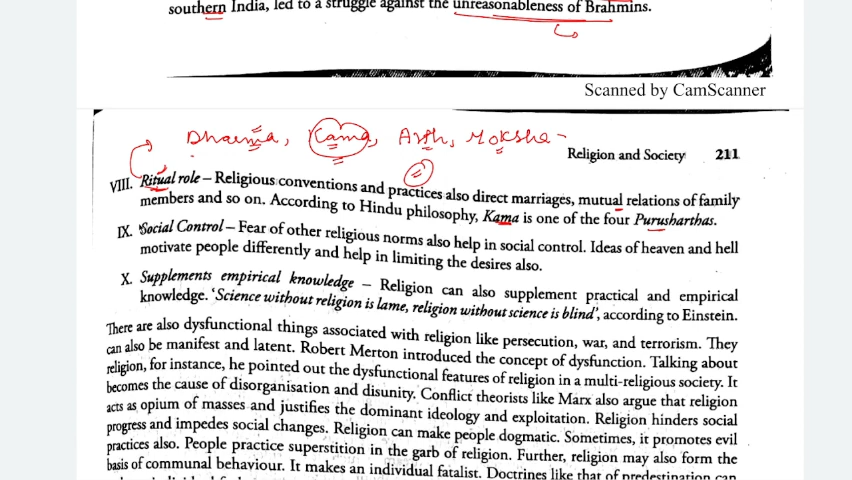 southern India, led to a struggle against the unreasonableness of Brahmins.
Scanned by CamScanner
Dharma, Kama, Arth, Moksha -
Religion and Society 211
VIII. Ritual role – Religious conventions and practices also direct marriages, mutual relations of family
members and so on. According to Hindu philosophy, Kama is one of the four Purusharthas.
IX. Social Control – Fear of other religious norms also help in social control. Ideas of heaven and hell
motivate people differently and help in limiting the desires also.
X. Supplements empirical knowledge – Religion can also supplement practical and empirical
knowledge. 'Science without religion is lame, religion without science is blind', according to Einstein.
There are also dysfunctional things associated with religion like persecution, war, and terrorism. They
can also be manifest and latent. Robert Merton introduced the concept of dysfunction. Talking about
religion, for instance, he pointed out the dysfunctional features of religion in a multi-religious society. It
becomes the cause of disorganisation and disunity. Conflict theorists like Marx also argue that religion
acts as opium of masses and justifies the dominant ideology and exploitation. Religion hinders social
progress and impedes social changes. Religion can make people dogmatic. Sometimes, it promotes evil
practices also. People practice superstition in the garb of religion. Further, religion may also form the
basis of communal behaviour. It makes an individual fatalist. Doctrines like that of predestination can